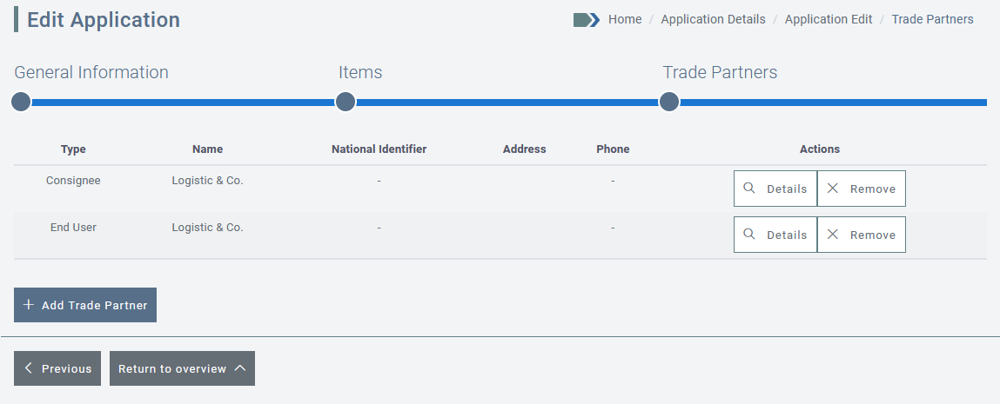 Edit Application
Home / Application Details / Application Edit / Trade Partners
General Information Items Trade Partners
Type Name National Identifier Address Phone Actions
Consignee Logistic & Co. - - Details Remove
End User Logistic & Co. - - Details Remove
Add Trade Partner
Previous Return to overview